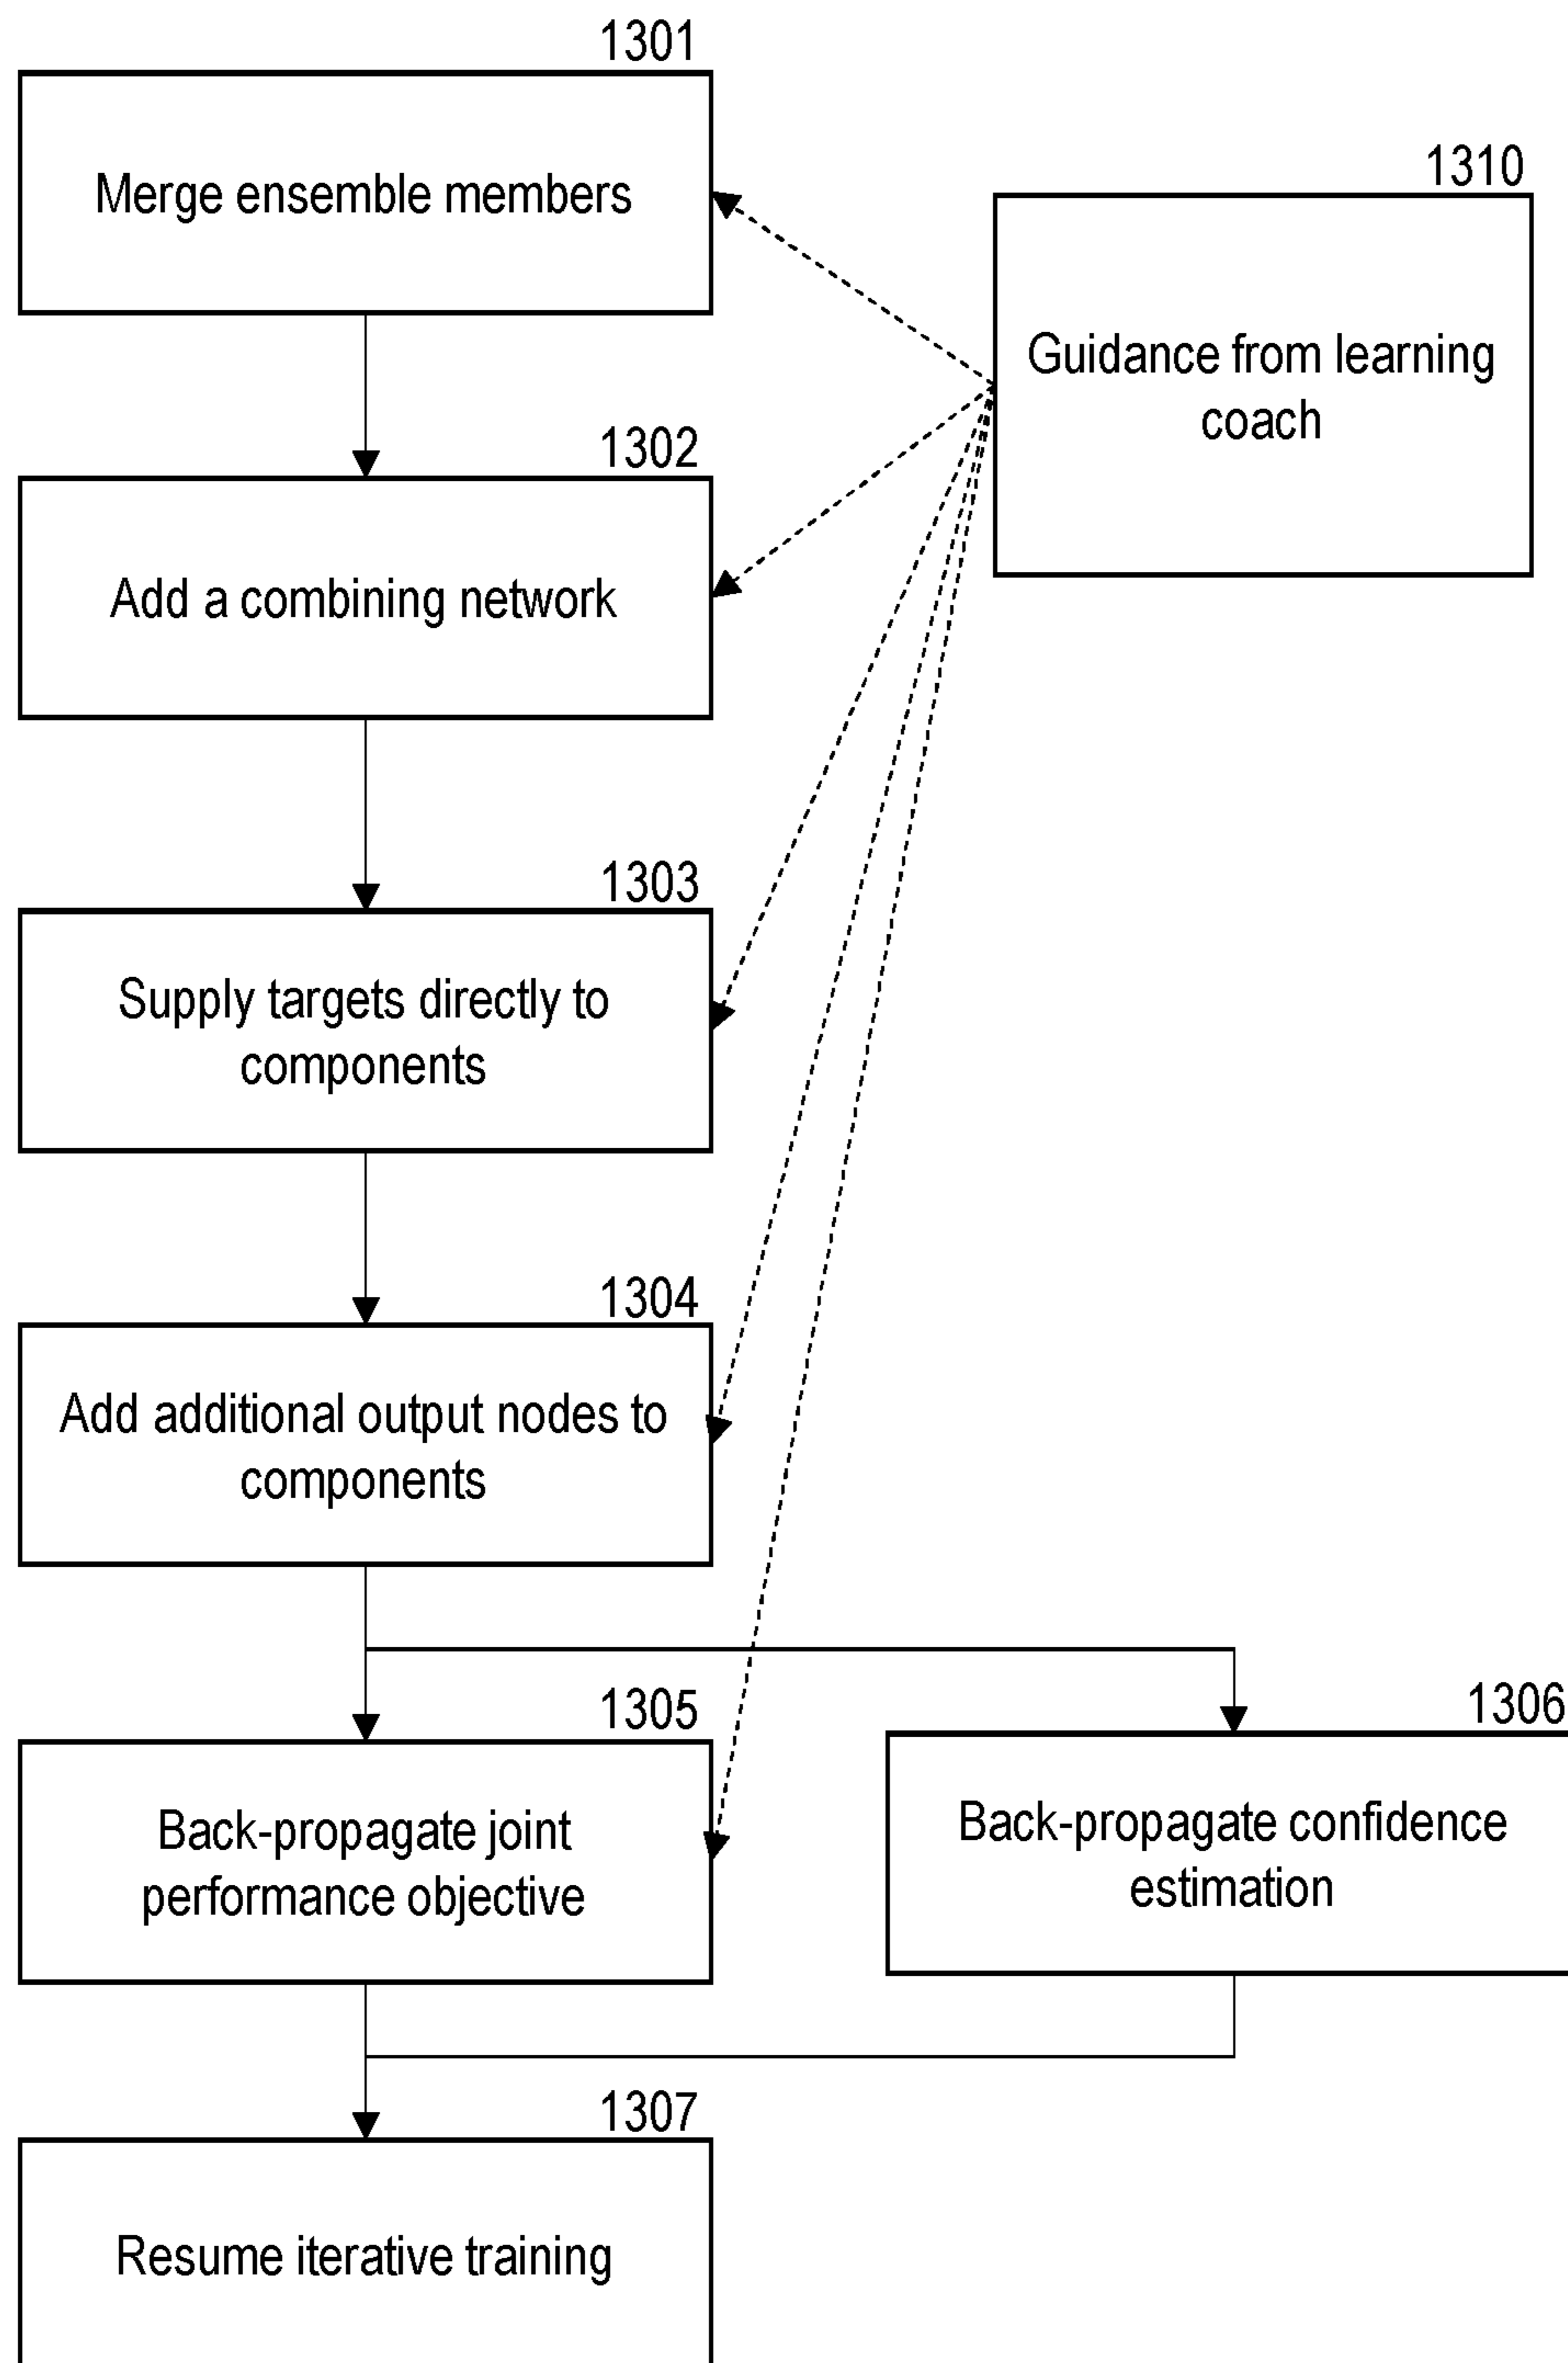 1301
Merge ensemble members
1310
Guidance from learning
coach
1302
Add a combining network
1303
Supply targets directly to
components
1304
Add additional output nodes to
components
1305
Back-propagate joint
performance objective
1306
Back-propagate confidence
estimation
1307
Resume iterative training